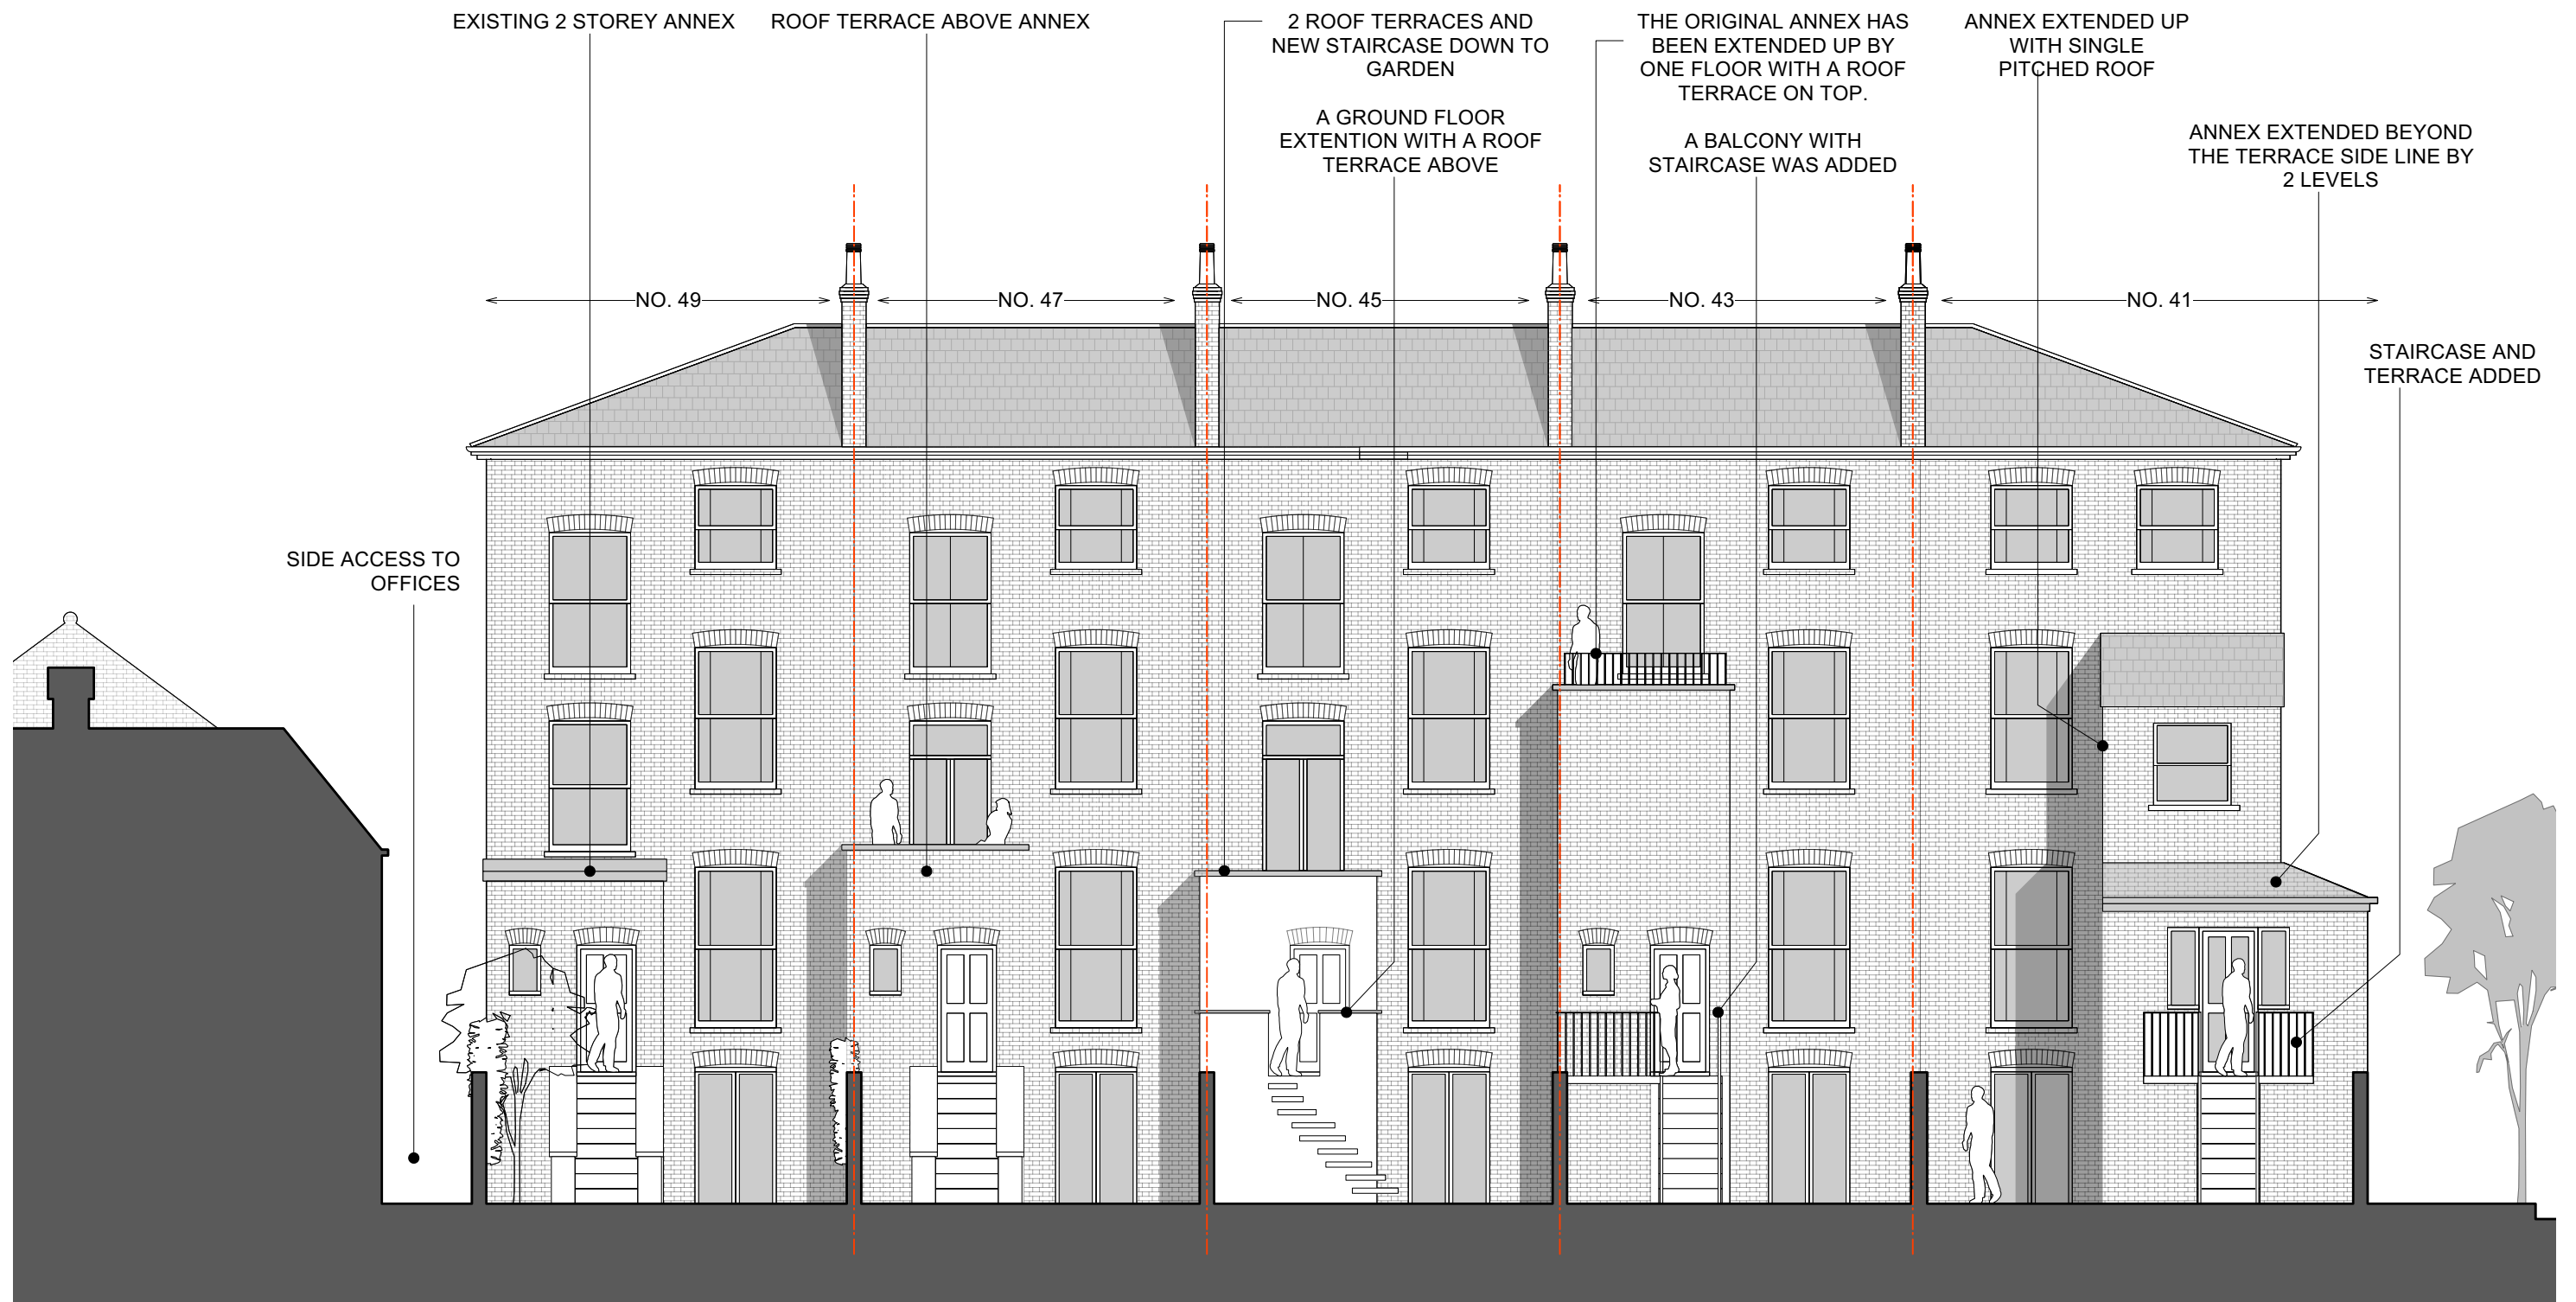 EXISTING 2 STOREY ANNEX
ROOF TERRACE ABOVE ANNEX
2 ROOF TERRACES AND
NEW STAIRCASE DOWN TO
GARDEN
A GROUND FLOOR
EXTENTION WITH A ROOF
TERRACE ABOVE
THE ORIGINAL ANNEX HAS
BEEN EXTENDED UP BY
ONE FLOOR WITH A ROOF
TERRACE ON TOP.
A BALCONY WITH
STAIRCASE WAS ADDED
ANNEX EXTENDED UP
WITH SINGLE
PITCHED ROOF
ANNEX EXTENDED BEYOND
THE TERRACE SIDE LINE BY
2 LEVELS
NO. 49
NO. 47
NO. 45
NO. 43
NO. 41
STAIRCASE AND
TERRACE ADDED
SIDE ACCESS TO
OFFICES